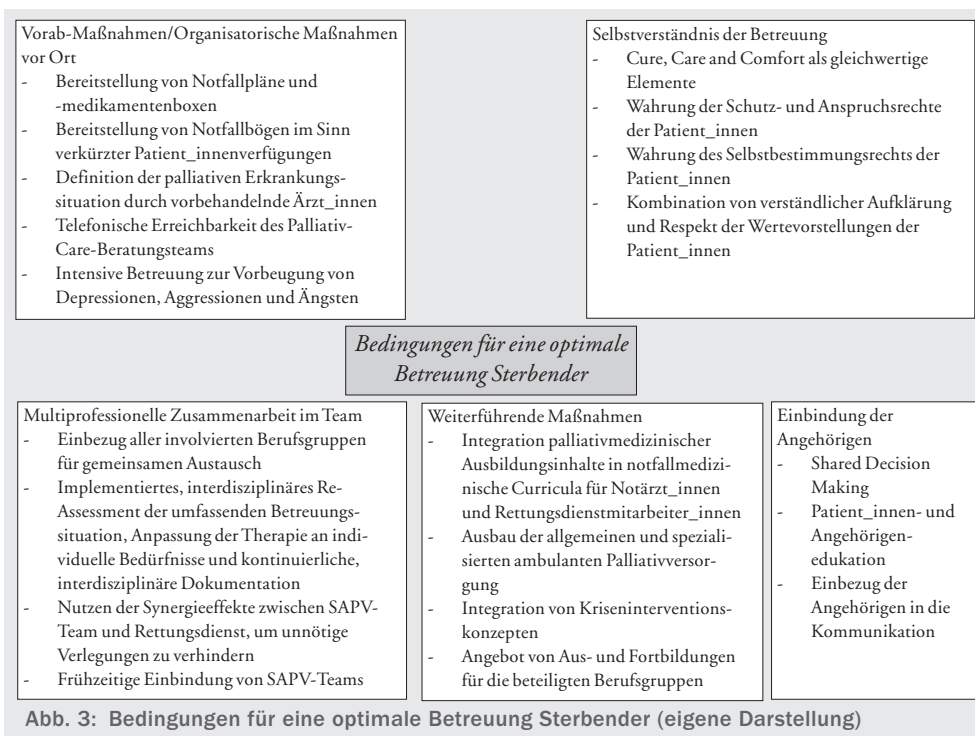 Vorab-Maßnahmen/Organisatorische Maßnahmen
vor Ort
- Bereitstellung von Notfallpläne und
-medikamentenboxen
- Bereitstellung von Notfallbögen im Sinn
verkürzter Patient_innenverfügungen
- Definition der palliativen Erkrankungs-
situation durch vorbehandelnde Ärzt_innen
- Telefonische Erreichbarkeit des Palliativ-
Care-Beratungsteams
- Intensive Betreuung zur Vorbeugung von
Depressionen, Aggressionen und Ängsten
Selbstverständnis der Betreuung
- Cure, Care and Comfort als gleichwertige
Elemente
- Wahrung der Schutz- und Anspruchsrechte
der Patient_innen
- Wahrung des Selbstbestimmungsrechts der
Patient_innen
- Kombination von verständlicher Aufklärung
und Respekt der Wertevorstellungen der
Patient_innen
Bedingungen für eine optimale
Betreuung Sterbender
Multiprofessionelle Zusammenarbeit im Team
- Einbezug aller involvierten Berufsgruppen
für gemeinsamen Austausch
- Implementiertes, interdisziplinäres Re-
Assessment der umfassenden Betreuungs-
situation, Anpassung der Therapie an indi-
viduelle Bedürfnisse und kontinuierliche,
interdisziplinäre Dokumentation
- Nutzen der Synergieeffekte zwischen SAPV-
Team und Rettungsdienst, um unnötige
Verlegungen zu verhindern
- Frühzeitige Einbindung von SAPV-Teams
Weiterführende Maßnahmen
- Integration palliativmedizinischer
Ausbildungsinhalte in notfallmedizi-
nische Curricula für Notärzt_innen
und Rettungsdienstmitarbeiter_innen
- Ausbau der allgemeinen und speziali-
sierten ambulanten Palliativversor-
gung
- Integration von Kriseninterventions-
konzepten
- Angebot von Aus- und Fortbildungen
für die beteiligten Berufsgruppen
Einbindung der
Angehörigen
- Shared Decision
Making
- Patient_innen- und
Angehörigen-
edukation
- Einbezug der
Angehörigen in die
Kommunikation
Abb. 3: Bedingungen für eine optimale Betreuung Sterbender (eigene Darstellung)